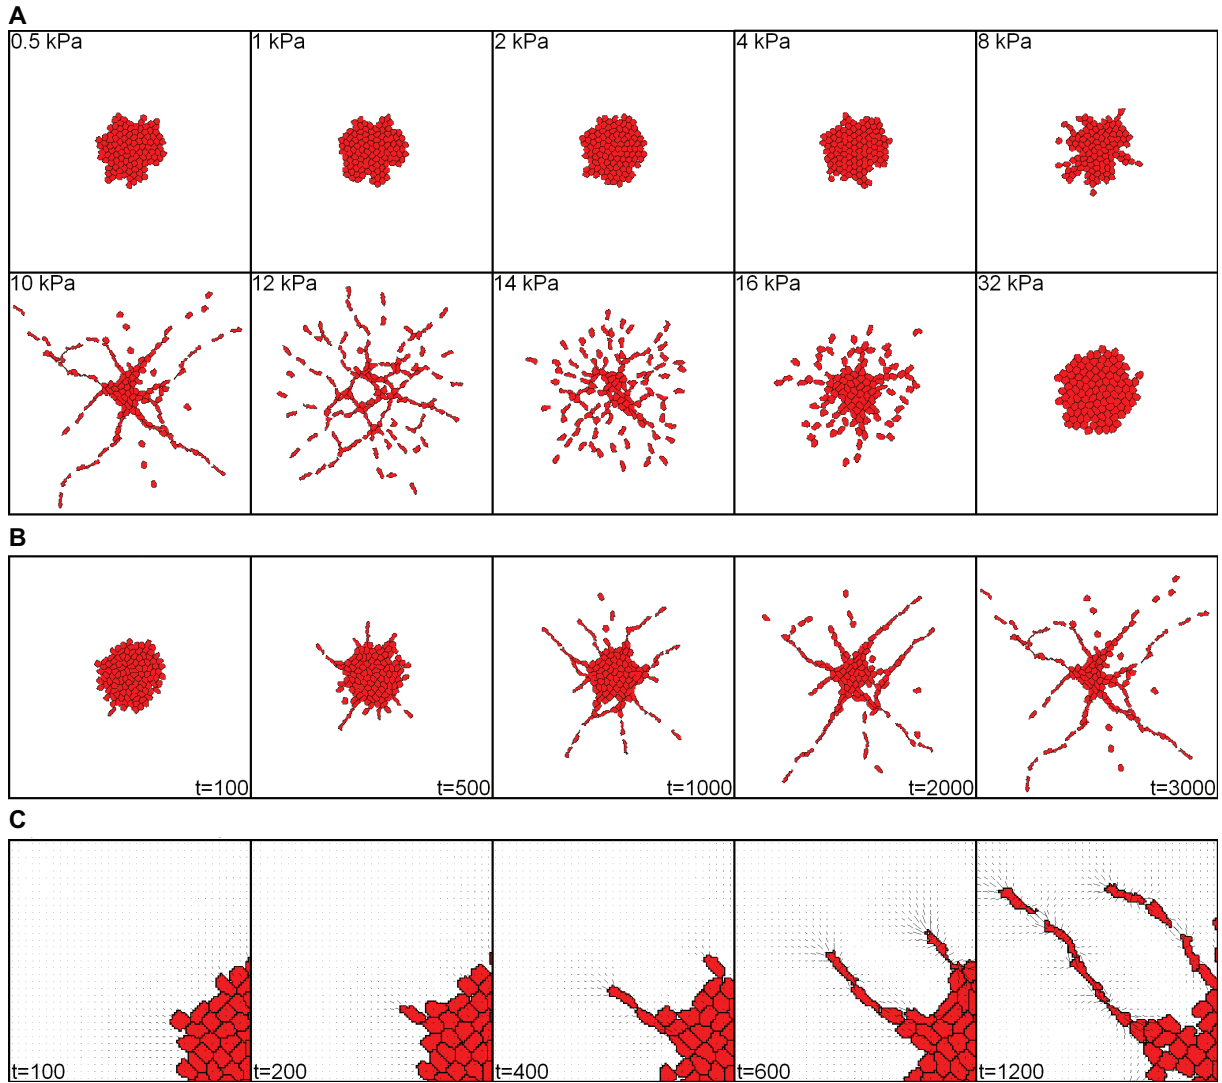 A
0.5 kPa
1 kPa
2 kPa
4 kPa
8 kPa
10 kPa
12 kPa
14 kPa
16 kPa
32 kPa
B
t=100
t=500
t=1000
t=2000
t=3000
C
t=100
t=200
t=400
t=600
t=1200